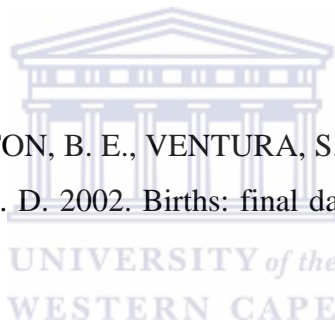 ON, B. E., VENTURA, S.
. D. 2002. Births: final da
UNIVERSITY of the
WESTERN CAPE